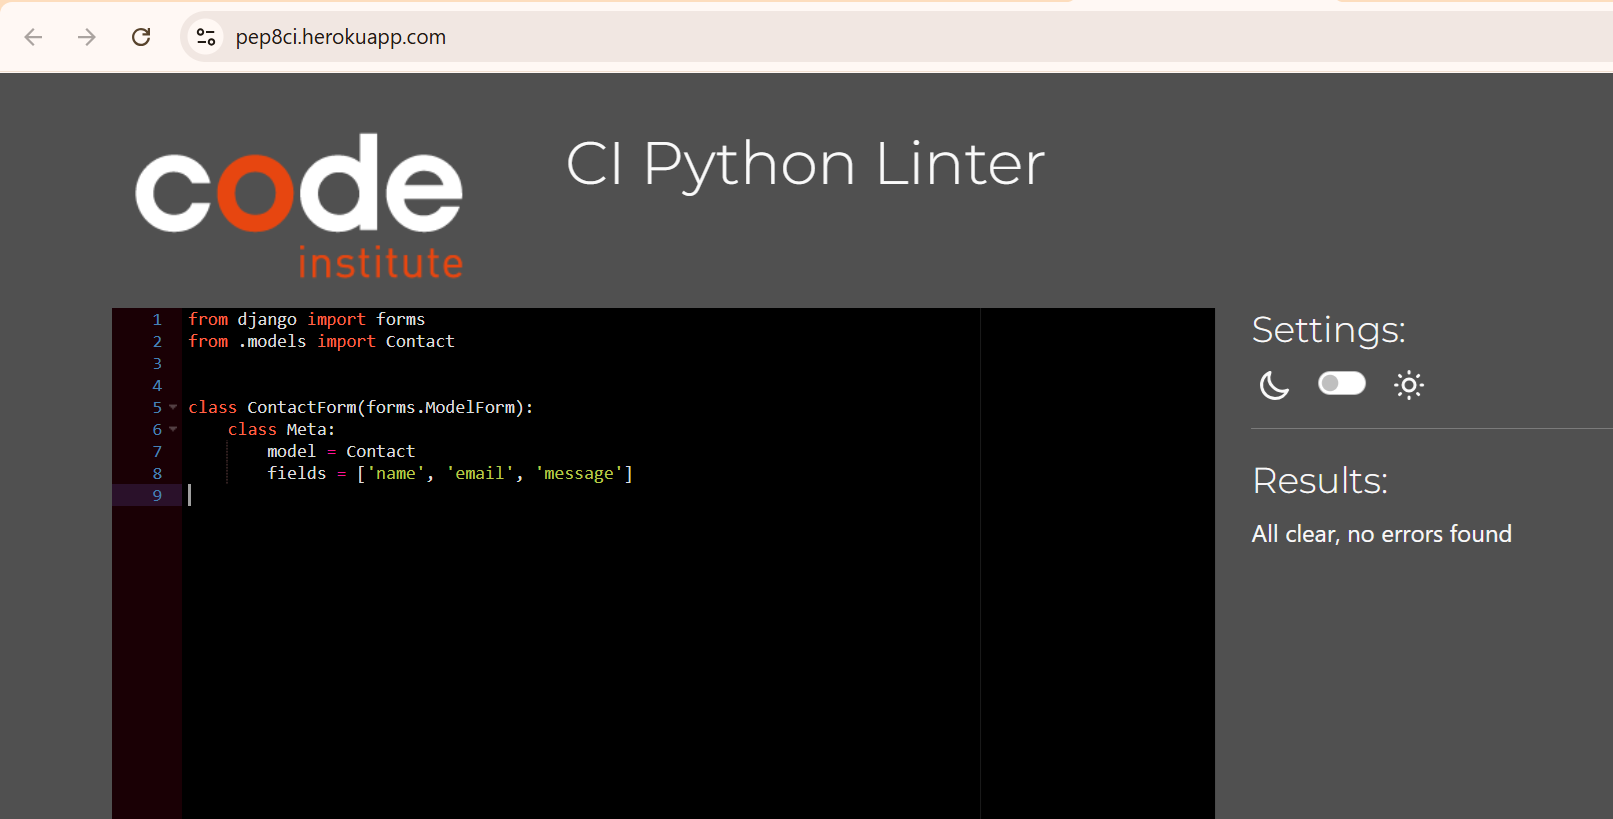 pep8ci.herokuapp.com
code
institute
CI Python Linter
1 from django import forms
2 from .models import Contact
3
4
5 class ContactForm(forms.ModelForm):
6     class Meta:
7         model = Contact
8         fields = ['name', 'email', 'message']
9
Settings:
Results:
All clear, no errors found